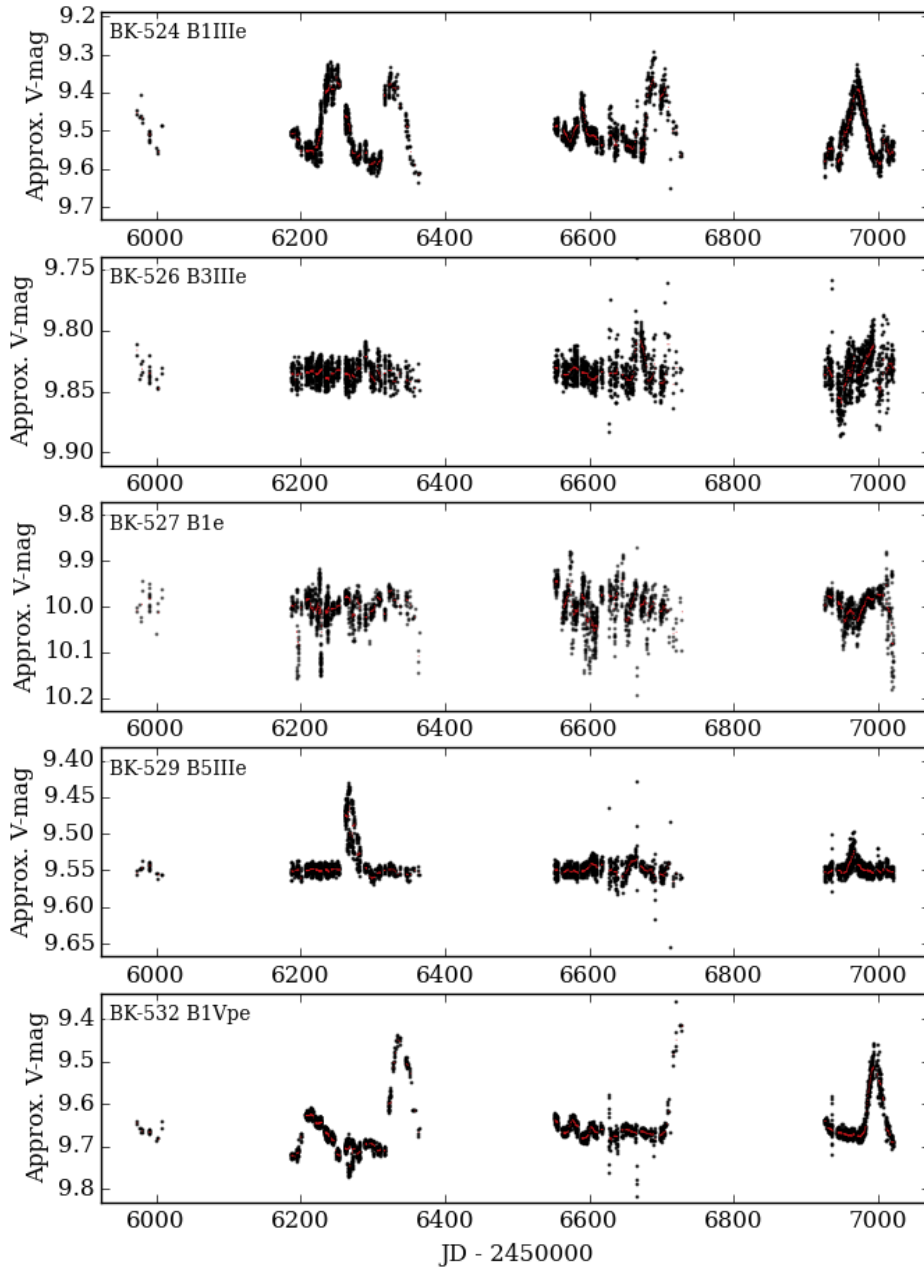 BK-524 B1IIIe
Approx. V-mag
9.2
9.3
9.4
9.5
9.6
9.7
6000 6200 6400 6600 6800 7000
BK-526 B3IIIe
Approx. V-mag
9.75
9.80
9.85
9.90
6000 6200 6400 6600 6800 7000
BK-527 B1e
Approx. V-mag
9.8
9.9
10.0
10.1
10.2
6000 6200 6400 6600 6800 7000
BK-529 B5IIIe
Approx. V-mag
9.40
9.45
9.50
9.55
9.60
9.65
6000 6200 6400 6600 6800 7000
BK-532 B1Vpe
Approx. V-mag
9.4
9.5
9.6
9.7
9.8
6000 6200 6400 6600 6800 7000
JD - 2450000